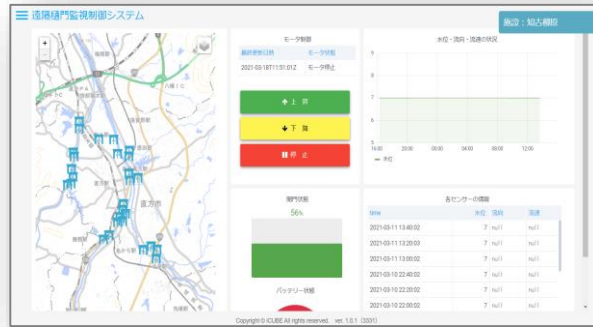 遠隔樋門監視制御システム
施設：知古樋管
+
-
直方市
八幡IC
モータ制御
最終更新日時 モータ状態
2021-03-18T11:51:01Z モータ停止
上 昇
下 降
停 止
水位・流向・流速の状況
9
8
7
6
5
16:00 20:00 00:00 04:00 08:00 12:00
水位
開門状態
56%
バッテリー状態
各センサーの情報
time 水位 流向 流速
2021-03-11 13:40:02 7 null null
2021-03-11 13:20:03 7 null null
2021-03-11 13:00:02 7 null null
2021-03-10 22:40:02 7 null null
2021-03-10 22:20:02 7 null null
2021-03-10 22:00:02 7 null null
Copyright © iCUBE All rights reserved. ver. 1.0.1 (3331)